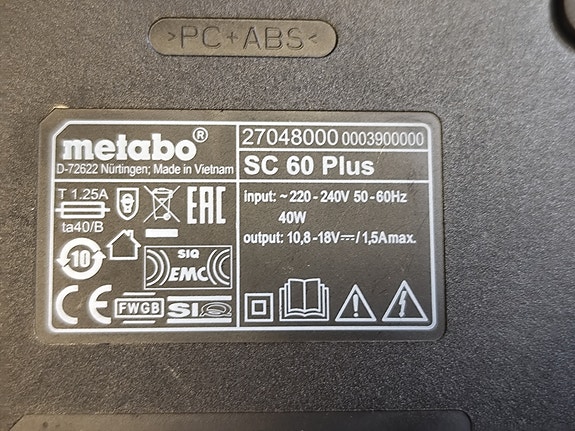 >PC+ABS<
metabo®
D-72622 Nürtingen; Made in Vietnam
27048000 0003900000
SC 60 Plus
T 1.25A
ta40/B
EAC
input: ~ 220 - 240V 50 - 60Hz
40W
output: 10,8-18V⎓/ 1,5Amax.
10
SIQ
EMC
CE
FWGB
SIQ